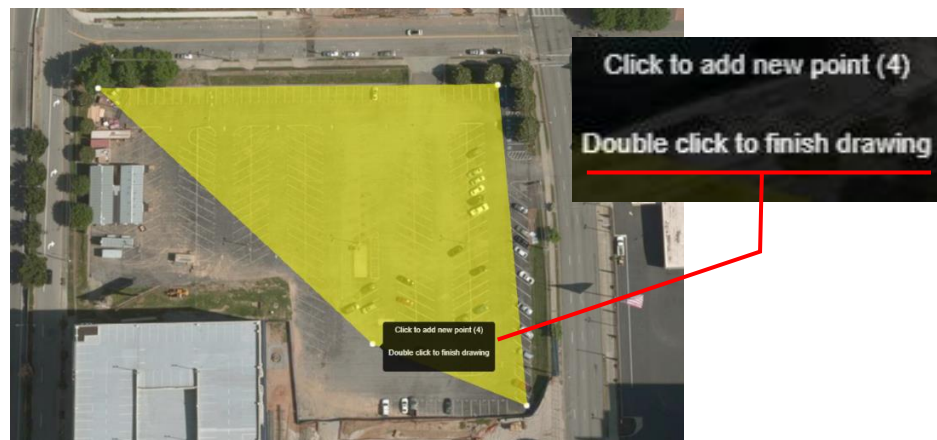 Click to add new point (4)
Double click to finish drawing
Click to add new point (4)
Double click to finish drawing